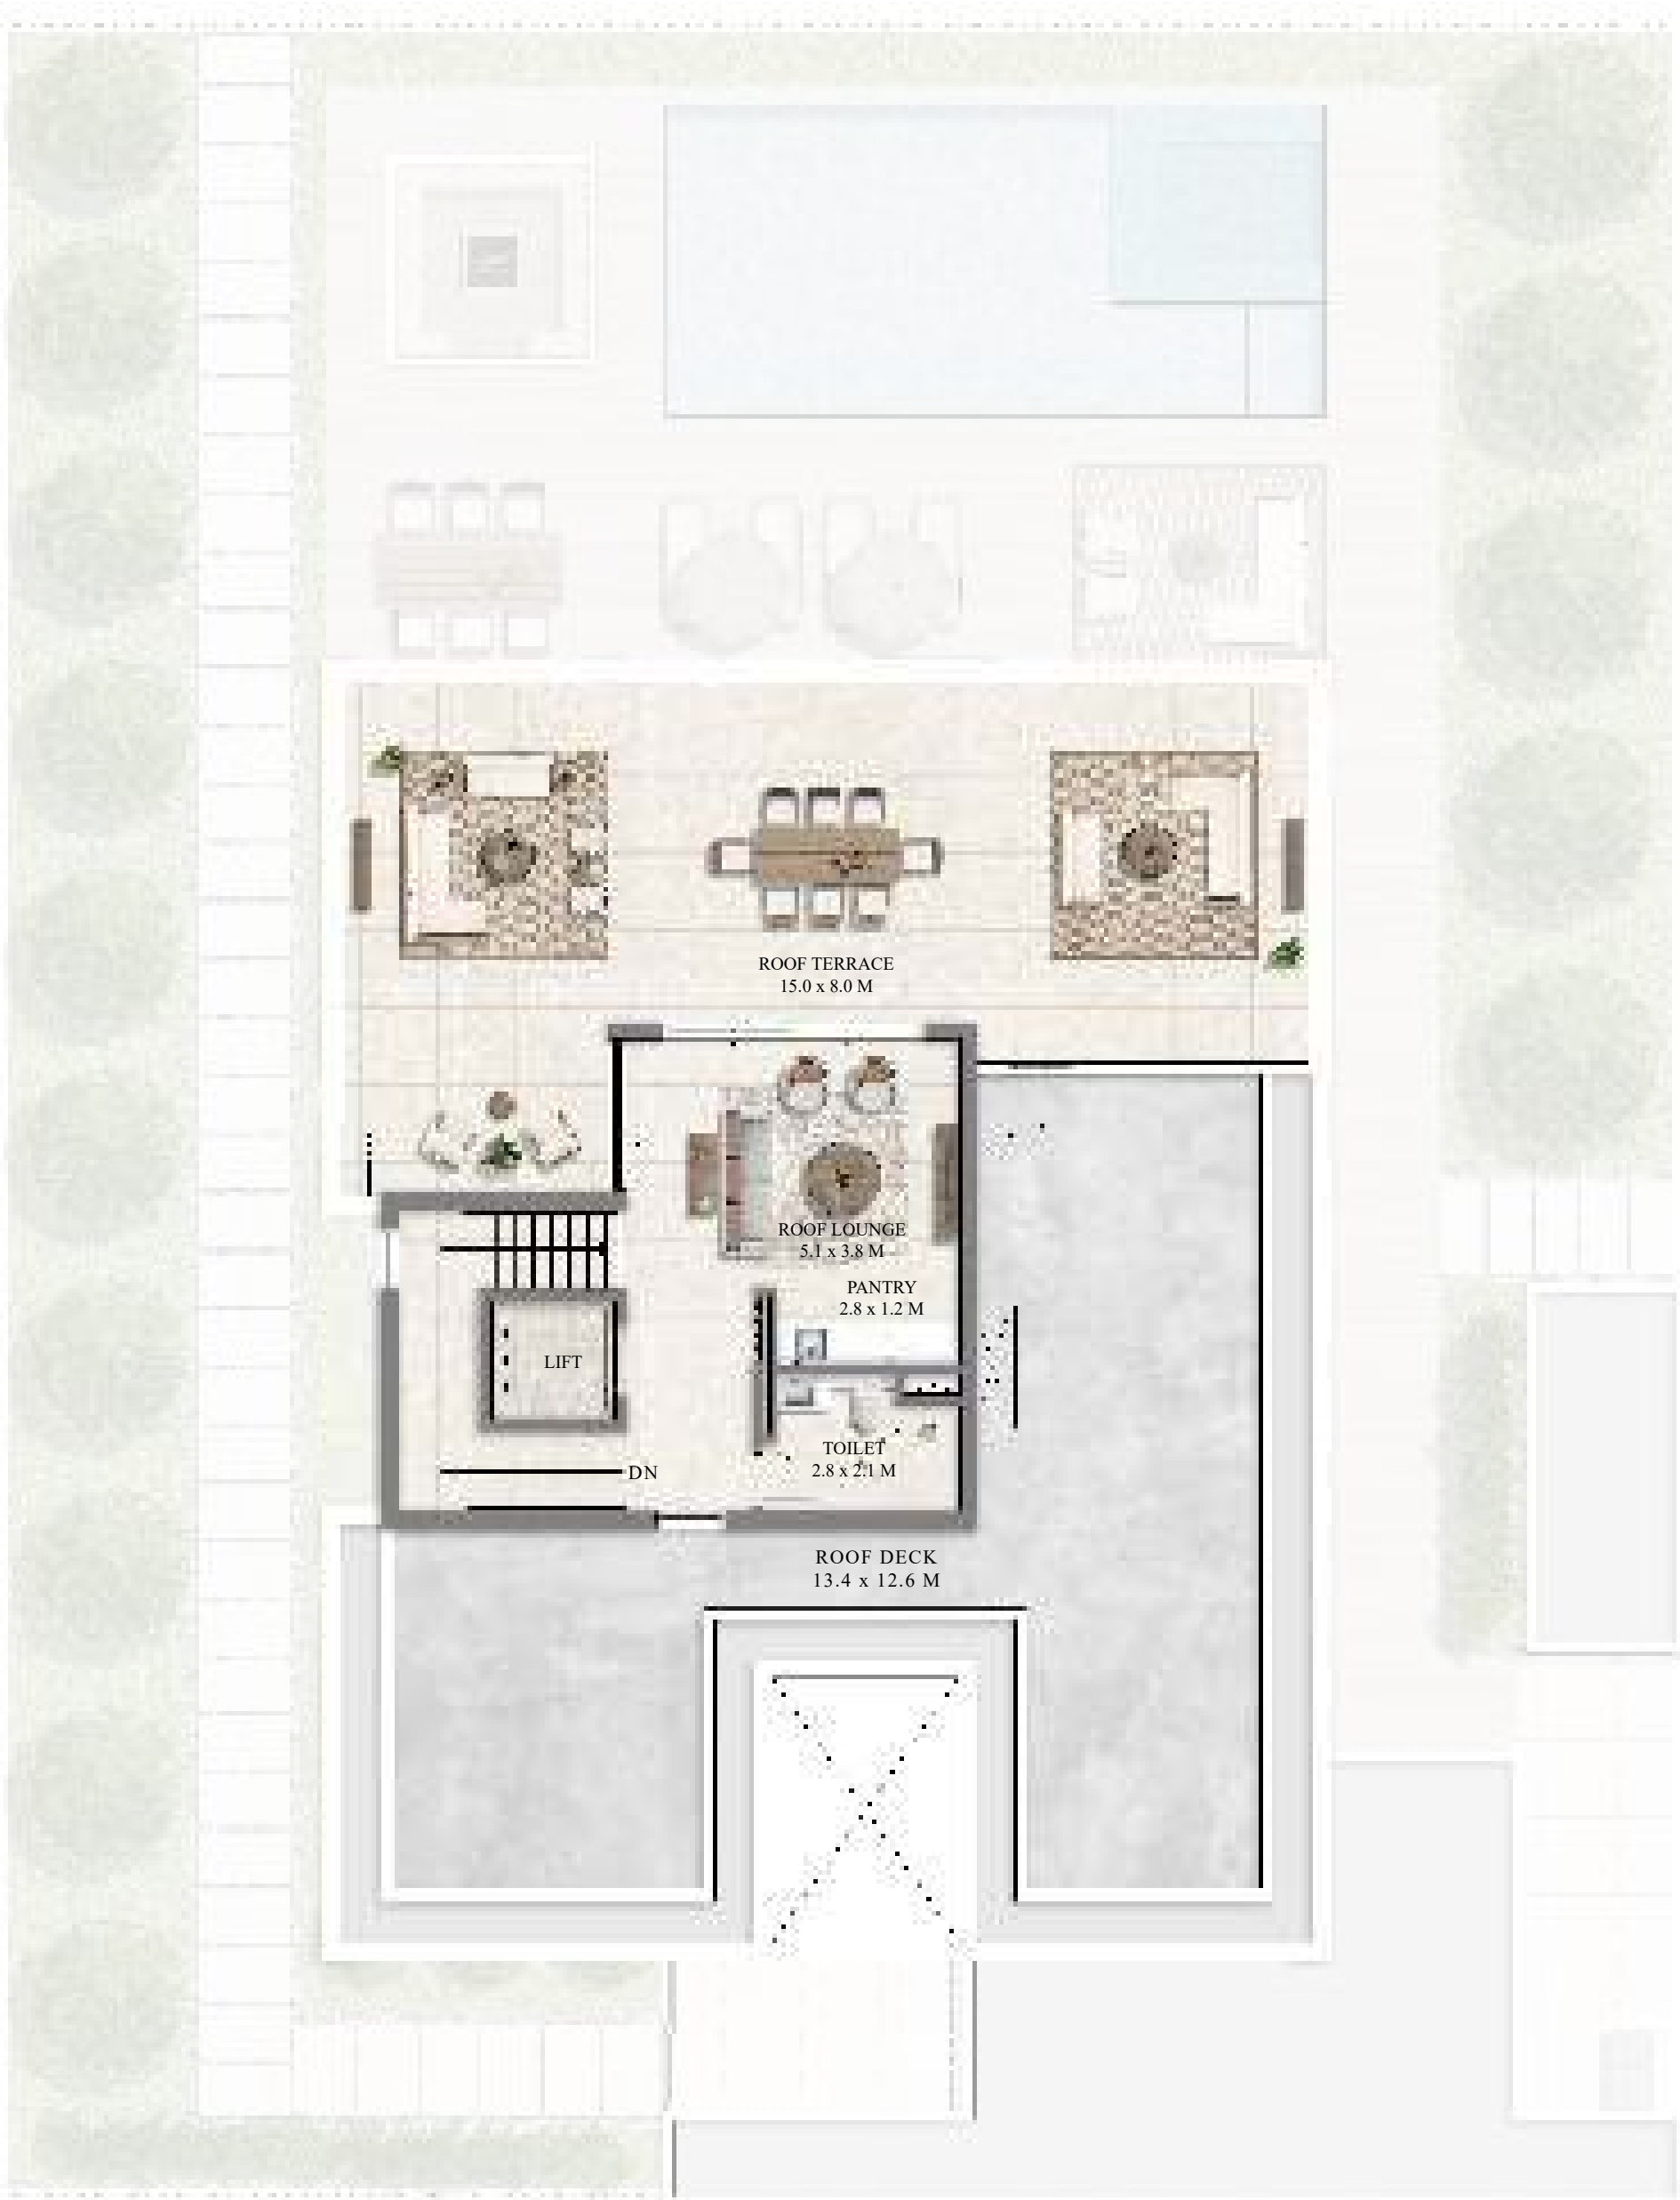 ROOF TERRACE
15.0 x 8.0 M
ROOF LOUNGE
5.1 x 3.8 M
PANTRY
2.8 x 1.2 M
LIFT
TOILET
2.8 x 2.1 M
DN
ROOF DECK
13.4 x 12.6 M